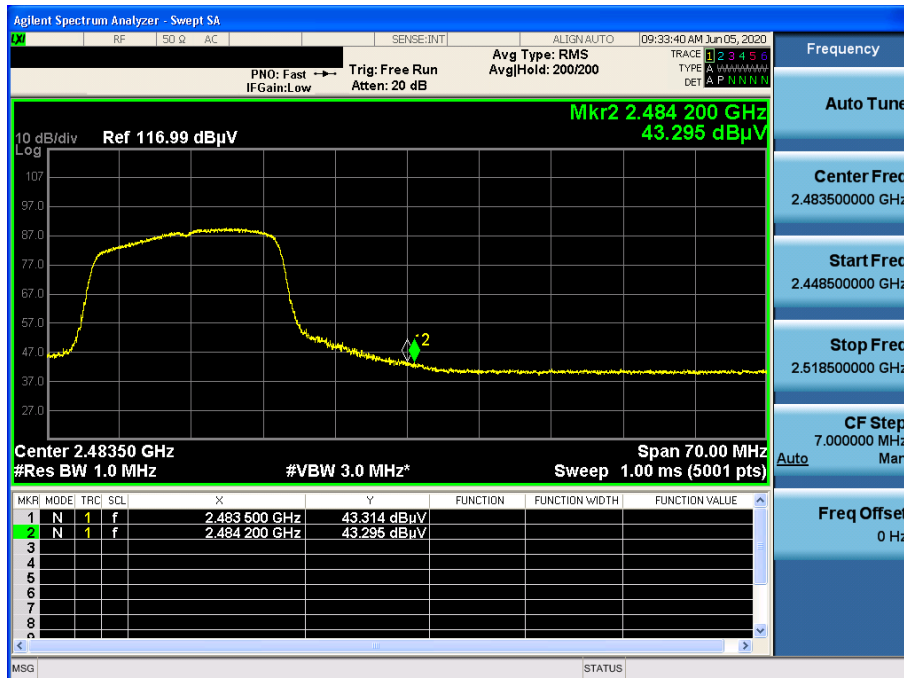 Agilent Spectrum Analyzer - Swept SA
LXI RF 50 Ω AC SENSE:INT ALIGN AUTO 09:33:40 AM Jun 05, 2020
PNO: Fast
IFGain:Low
Trig: Free Run
Atten: 20 dB
Avg Type: RMS
Avg|Hold: 200/200
TRACE 1 2 3 4 5 6
TYPE A WWWWW
DET A P N N N N
Mkr2 2.484 200 GHz
43.295 dBµV
10 dB/div Ref 116.99 dBµV
Log
107
97.0
87.0
77.0
67.0
57.0
47.0
37.0
27.0
2
Center 2.48350 GHz Span 70.00 MHz
#Res BW 1.0 MHz #VBW 3.0 MHz* Sweep 1.00 ms (5001 pts)
MKR MODE TRC SCL X Y FUNCTION FUNCTION WIDTH FUNCTION VALUE
1 N 1 f 2.483 500 GHz 43.314 dBµV
2 N 1 f 2.484 200 GHz 43.295 dBµV
3
4
5
6
7
8
9
MSG STATUS
Frequency
Auto Tune
Center Freq
2.483500000 GHz
Start Freq
2.448500000 GHz
Stop Freq
2.518500000 GHz
CF Step
7.000000 MHz
Auto Man
Freq Offset
0 Hz